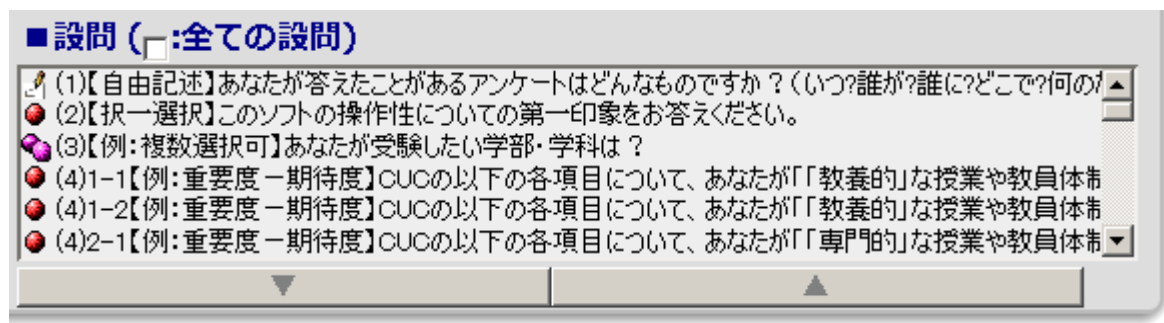 ■設問 (□:全ての設問)
(1)【自由記述】あなたが答えたことがあるアンケートはどんなものですか？(いつ?誰が?誰に?どこで?何の
(2)【択一選択】このソフトの操作性についての第一印象をお答えください。
(3)【例：複数選択可】あなたが受験したい学部・学科は？
(4)1-1【例：重要度－期待度】CUCの以下の各項目について、あなたが「「教義的」な授業や教員体制
(4)1-2【例：重要度－期待度】CUCの以下の各項目について、あなたが「「教養的」な授業や教員体制
(4)2-1【例：重要度－期待度】CUCの以下の各項目について、あなたが「「専門的」な授業や教員体制
▼ ▲